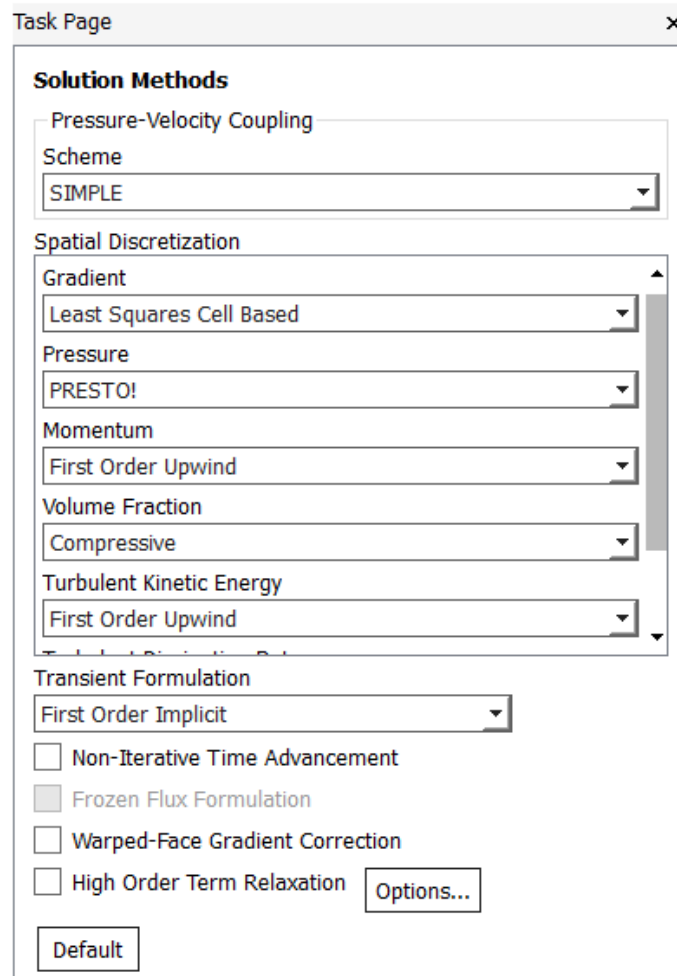 Task Page ×
Solution Methods
Pressure-Velocity Coupling
Scheme
SIMPLE
Spatial Discretization
Gradient
Least Squares Cell Based
Pressure
PRESTO!
Momentum
First Order Upwind
Volume Fraction
Compressive
Turbulent Kinetic Energy
First Order Upwind
Transient Formulation
First Order Implicit
Non-Iterative Time Advancement
Frozen Flux Formulation
Warped-Face Gradient Correction
High Order Term Relaxation Options...
Default